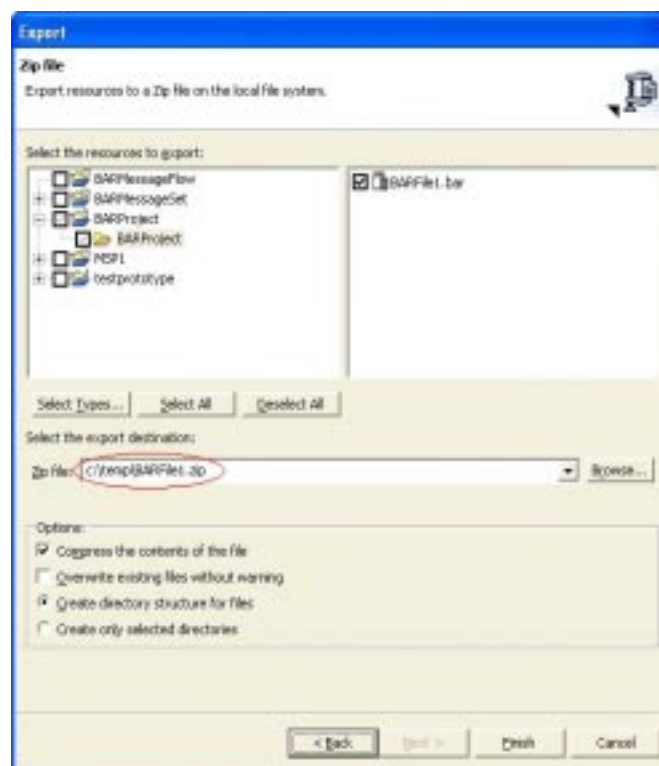 Export
Zip file
Export resources to a Zip file on the local file system.
Select the resources to export:
BARMessageFlow
BARMessageSet
BARProject
BARProject
MSP1
testprototype
BARFile1.bar
Select Types... Select All Deselect All
Select the export destination:
Zip file: c:\temp\BARFile1.zip Browse...
Options:
Compress the contents of the file
Overwrite existing files without warning
Create directory structure for files
Create only selected directories
< Back Next > Finish Cancel